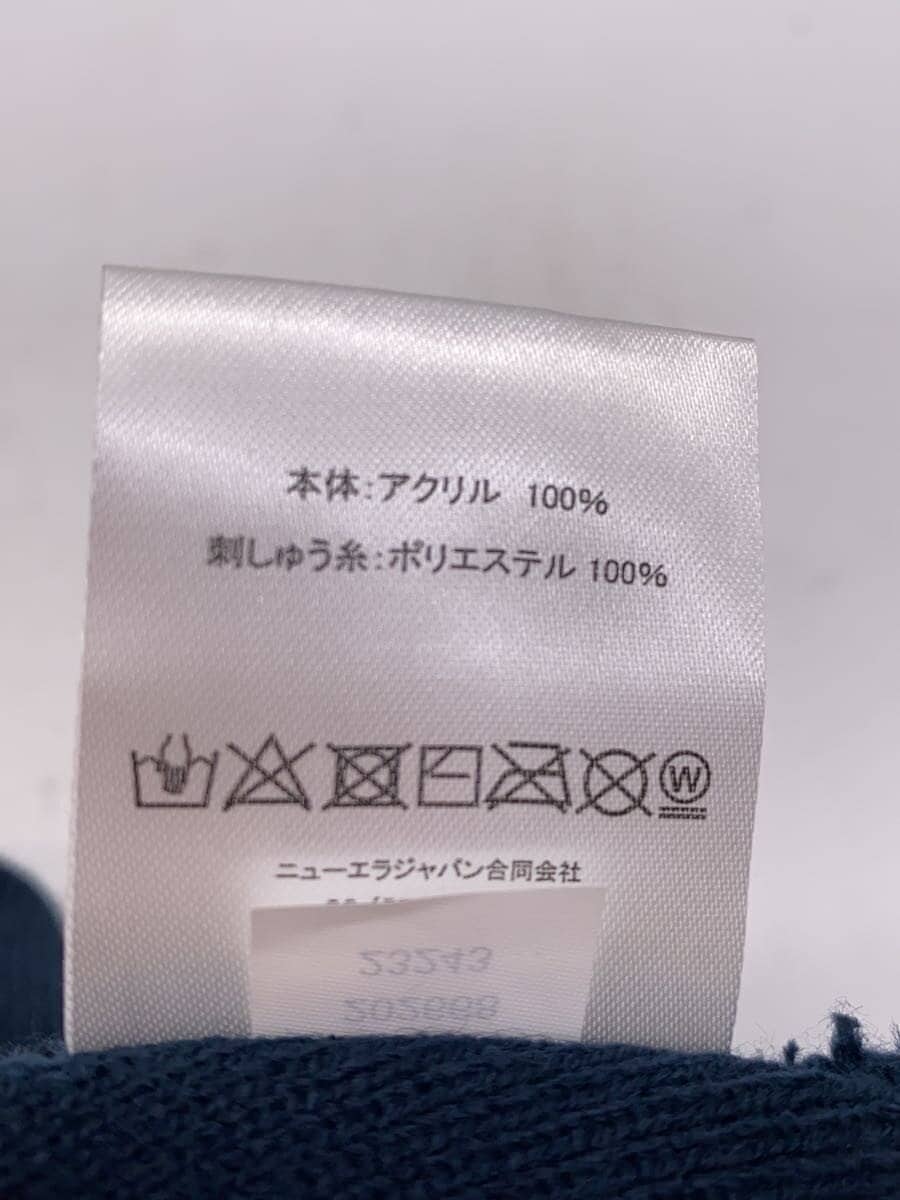 本体：アクリル 100%
刺しゅう糸：ポリエステル 100%
W
ニューエラジャパン合同会社
23243